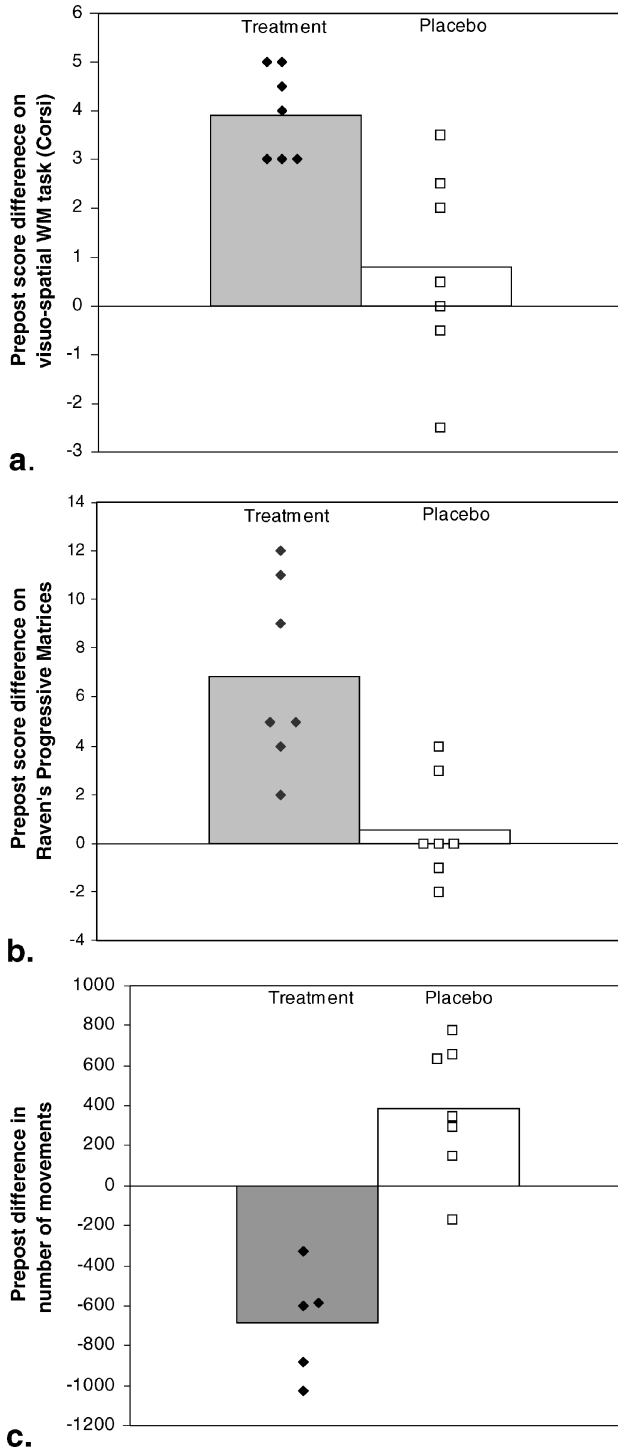 Treatment Placebo
6
5
4
3
2
1
0
-1
-2
-3
Prepost score differenece on
visuo-spatial WM task (Corsi)
a.
Treatment Placebo
14
12
10
8
6
4
2
0
-2
-4
Prepost score difference on
Raven's Progressive Matrices
b.
Treatment Placebo
1000
800
600
400
200
0
-200
-400
-600
-800
-1000
-1200
Prepost difference in
number of movements
c.